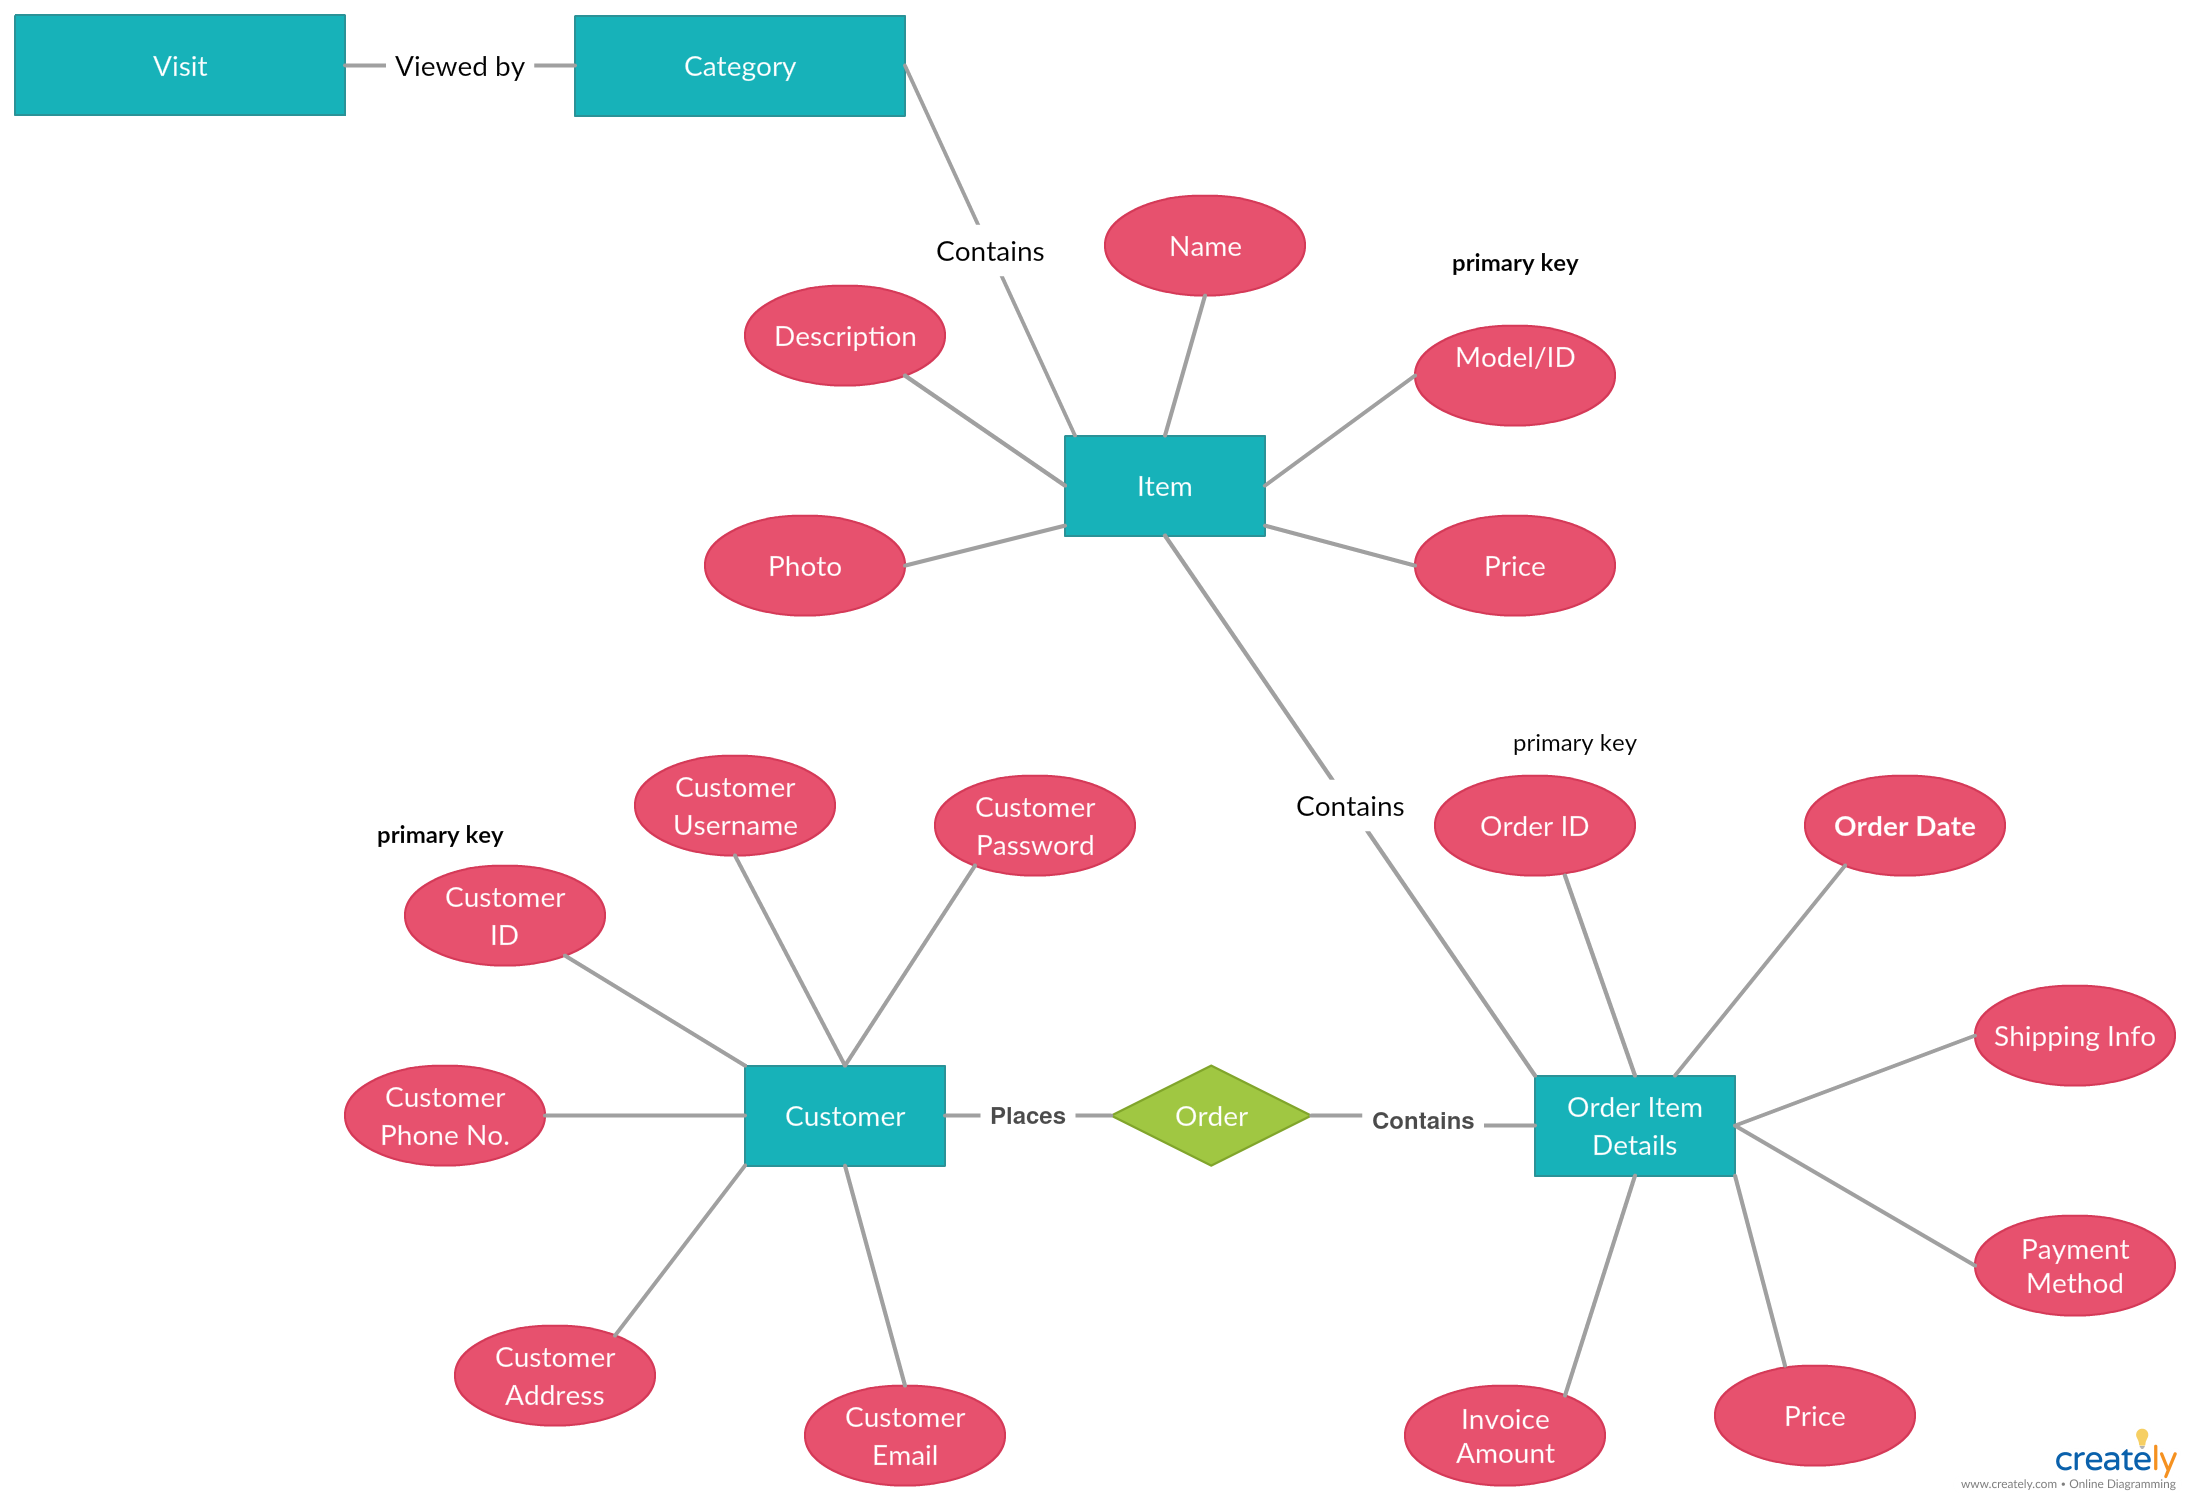 Visit
Viewed by
Category
Contains
Name
primary key
Description
Model/ID
Item
Photo
Price
primary key
Contains
Order ID
Order Date
Customer
Username
Customer
Password
primary key
Customer
ID
Shipping Info
Customer
Phone No.
Customer
Places
Order
Contains
Order Item
Details
Payment
Method
Customer
Address
Customer
Email
Invoice
Amount
Price
creately
www.creately.com • Online Diagramming